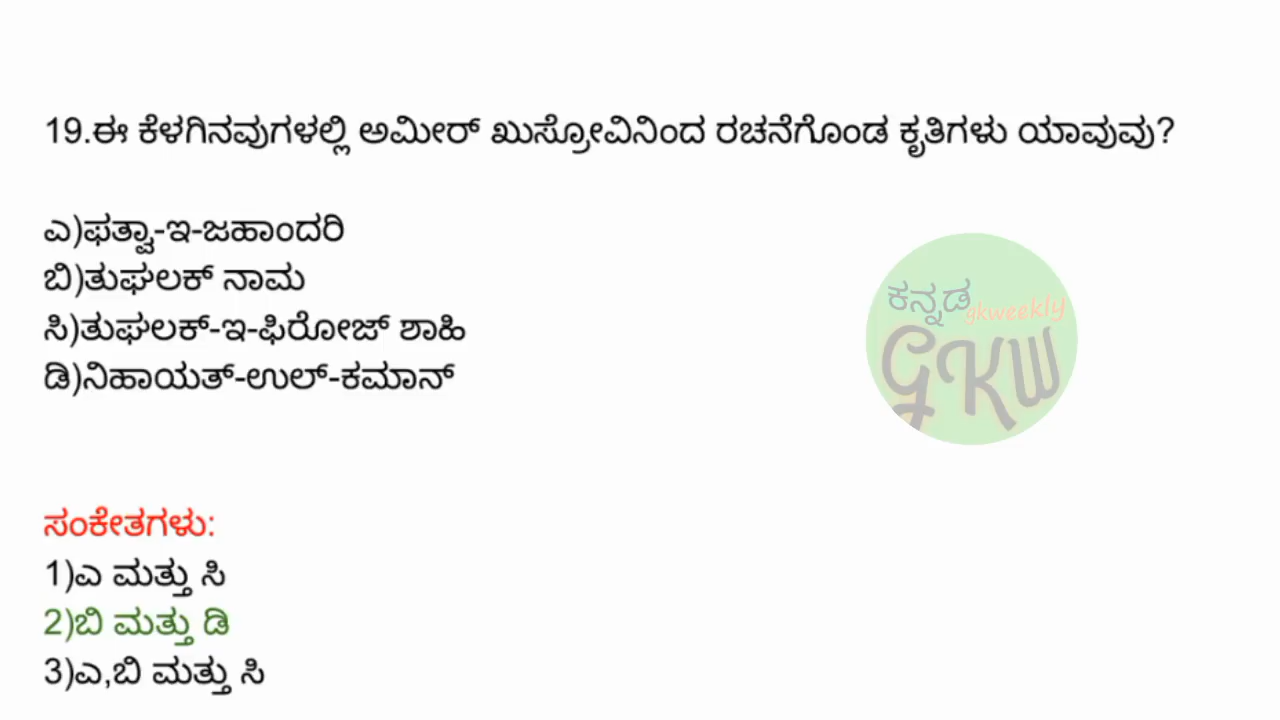 19.ಈ ಕೆಳಗಿನವುಗಳಲ್ಲಿ ಅಮೀರ್ ಖುಸ್ರೋವಿನಿಂದ ರಚನೆಗೊಂಡ ಕೃತಿಗಳು ಯಾವುವು?
ಎ)ಫತ್ವಾ-ಇ-ಜಹಾಂದರಿ
ಬಿ)ತುಘಲಕ್ ನಾಮ
ಸಿ)ತುಘಲಕ್-ಇ-ಫಿರೋಜ್ ಶಾಹಿ
ಡಿ)ನಿಹಾಯತ್-ಉಲ್-ಕಮಾನ್
ಕನ್ನಡ
gkweekly
GKW
ಸಂಕೇತಗಳು:
1)ಎ ಮತ್ತು ಸಿ
2)ಬಿ ಮತ್ತು ಡಿ
3)ಎ,ಬಿ ಮತ್ತು ಸಿ